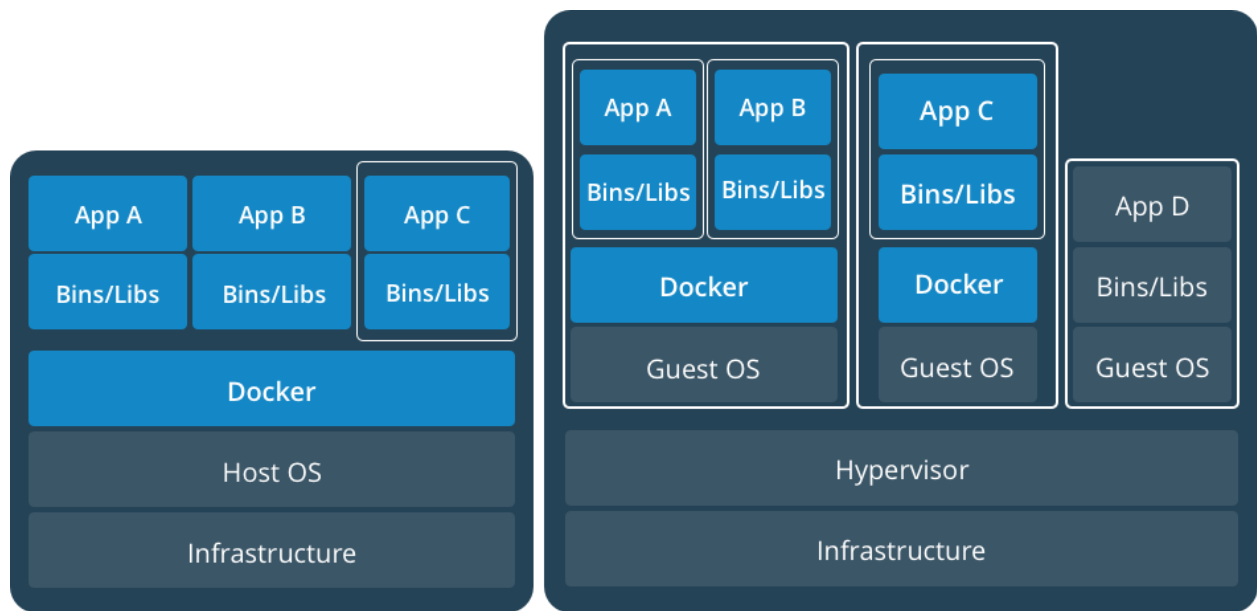 App A
App B
App C
Bins/Libs
Bins/Libs
Bins/Libs
Docker
Host OS
Infrastructure
App A
App B
Bins/Libs
Bins/Libs
Docker
Guest OS
App C
Bins/Libs
Docker
Guest OS
App D
Bins/Libs
Guest OS
Hypervisor
Infrastructure